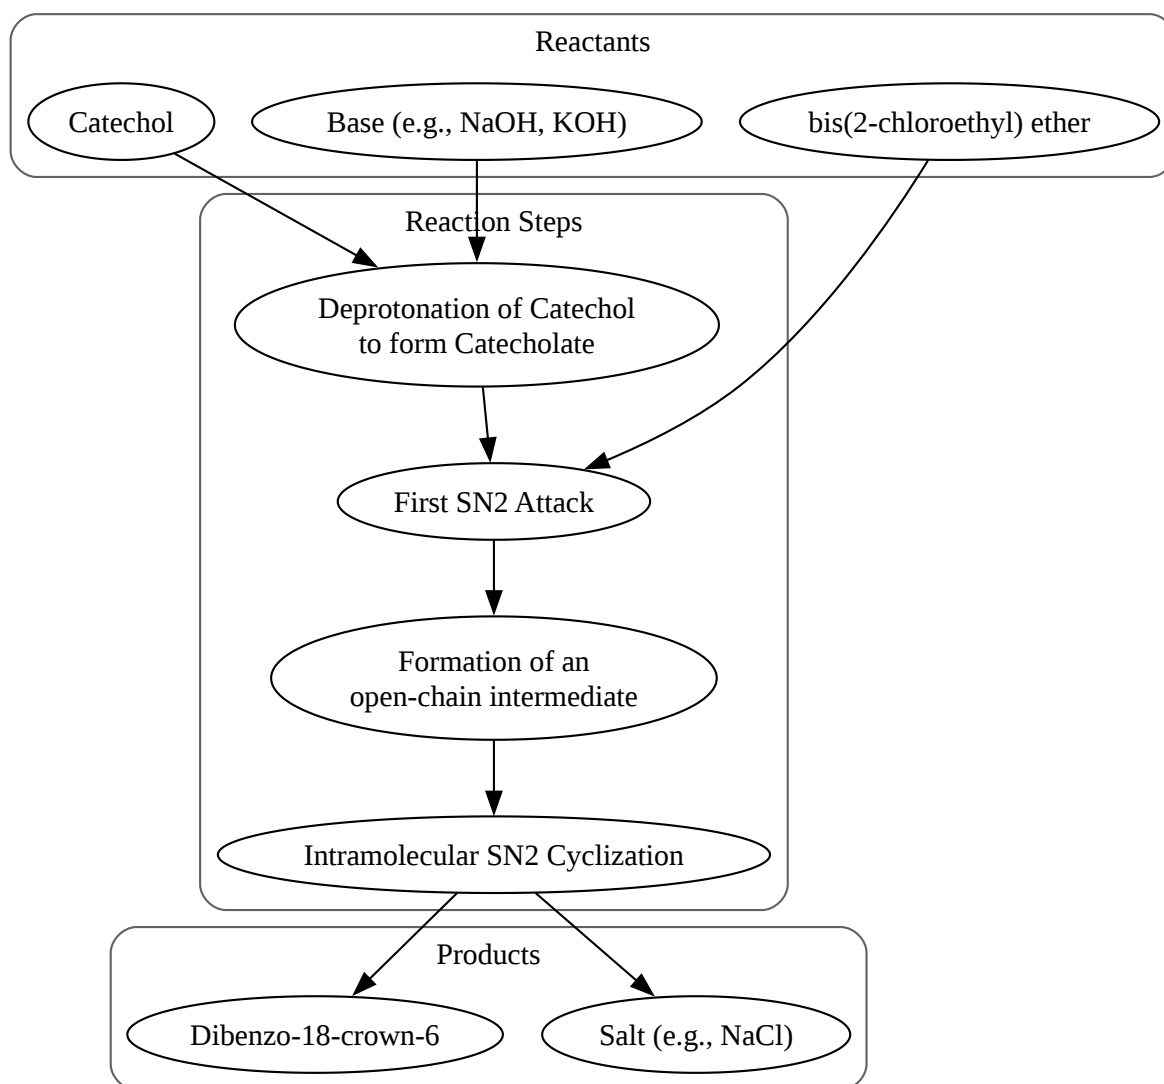 Reactants
Catechol
Base (e.g., NaOH, KOH)
bis(2-chloroethyl) ether
Reaction Steps
Deprotonation of Catechol
to form Catecholate
First SN2 Attack
Formation of an
open-chain intermediate
Intramolecular SN2 Cyclization
Products
Dibenzo-18-crown-6
Salt (e.g., NaCl)